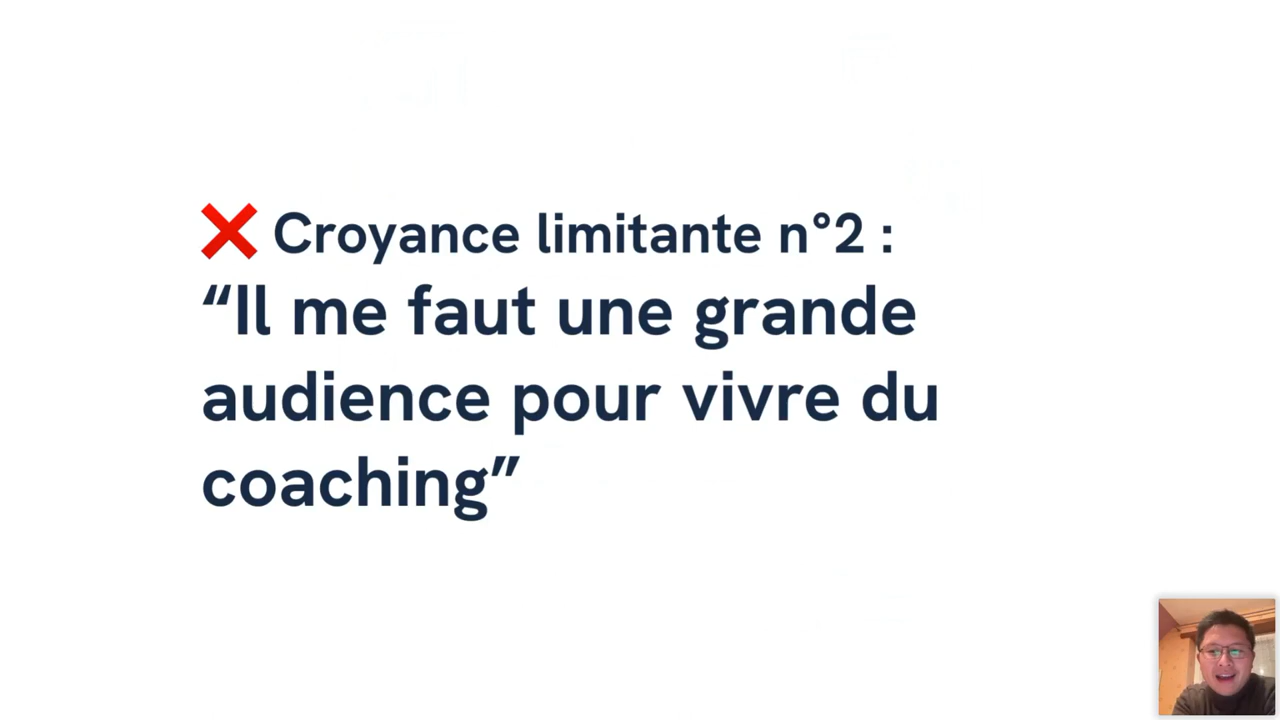 ❌ Croyance limitante n°2 :
“Il me faut une grande
audience pour vivre du
coaching”